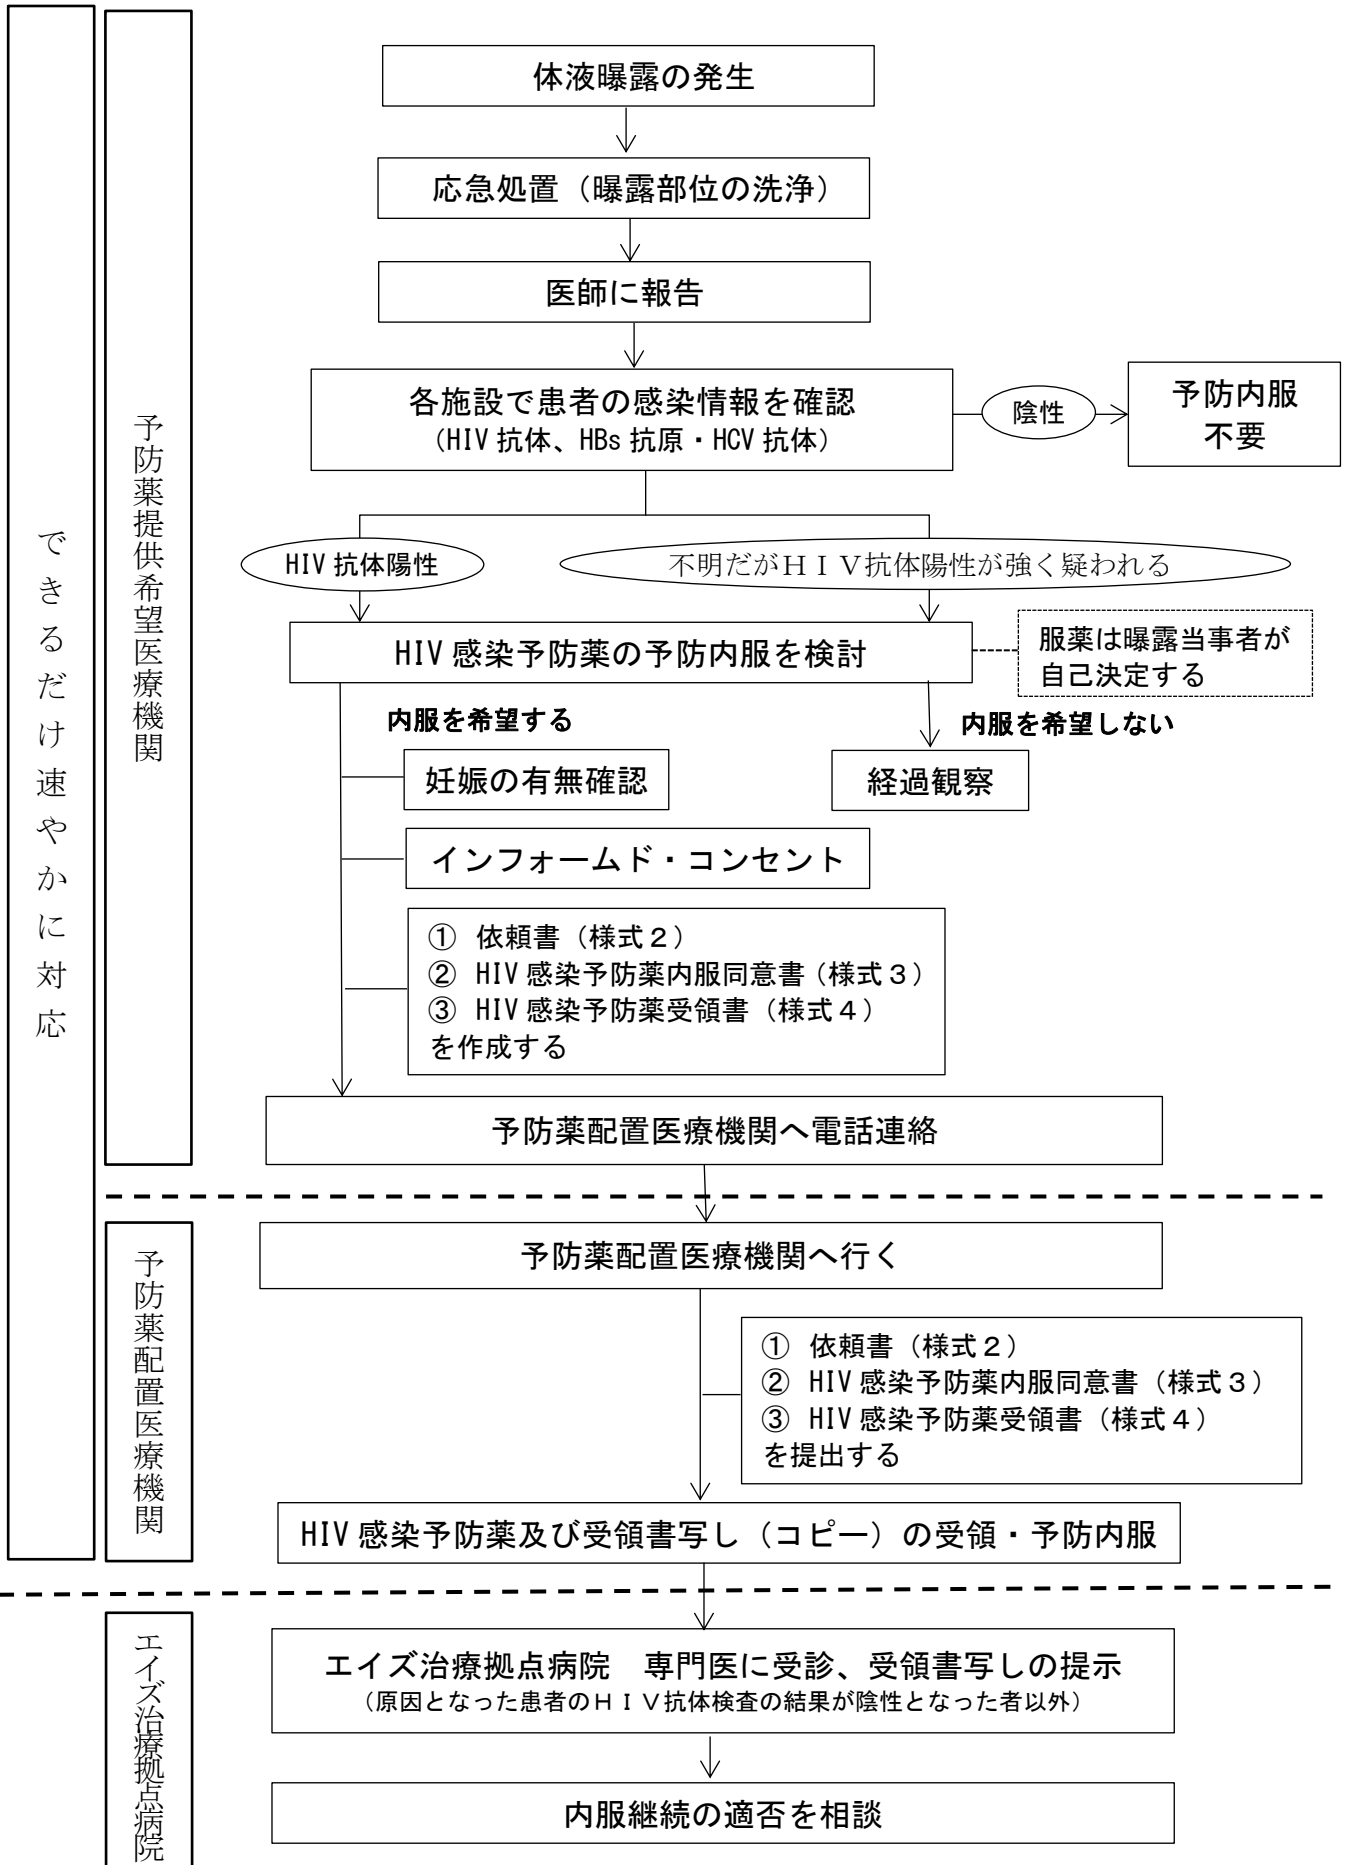 できるだけ速やかに対応
予防薬提供希望医療機関
体液曝露の発生
応急処置（曝露部位の洗浄）
医師に報告
各施設で患者の感染情報を確認
（HIV 抗体、HBs 抗原・HCV 抗体）
陰性
予防内服
不要
HIV 抗体陽性
不明だがＨＩＶ抗体陽性が強く疑われる
HIV 感染予防薬の予防内服を検討
服薬は曝露当事者が
自己決定する
内服を希望する
内服を希望しない
妊娠の有無確認
経過観察
インフォームド・コンセント
① 依頼書（様式２）
② HIV 感染予防薬内服同意書（様式３）
③ HIV 感染予防薬受領書（様式４）
を作成する
予防薬配置医療機関へ電話連絡
予防薬配置医療機関
予防薬配置医療機関へ行く
① 依頼書（様式２）
② HIV 感染予防薬内服同意書（様式３）
③ HIV 感染予防薬受領書（様式４）
を提出する
HIV 感染予防薬及び受領書写し（コピー）の受領・予防内服
エイズ治療拠点病院
エイズ治療拠点病院　専門医に受診、受領書写しの提示
（原因となった患者のＨＩＶ抗体検査の結果が陰性となった者以外）
内服継続の適否を相談